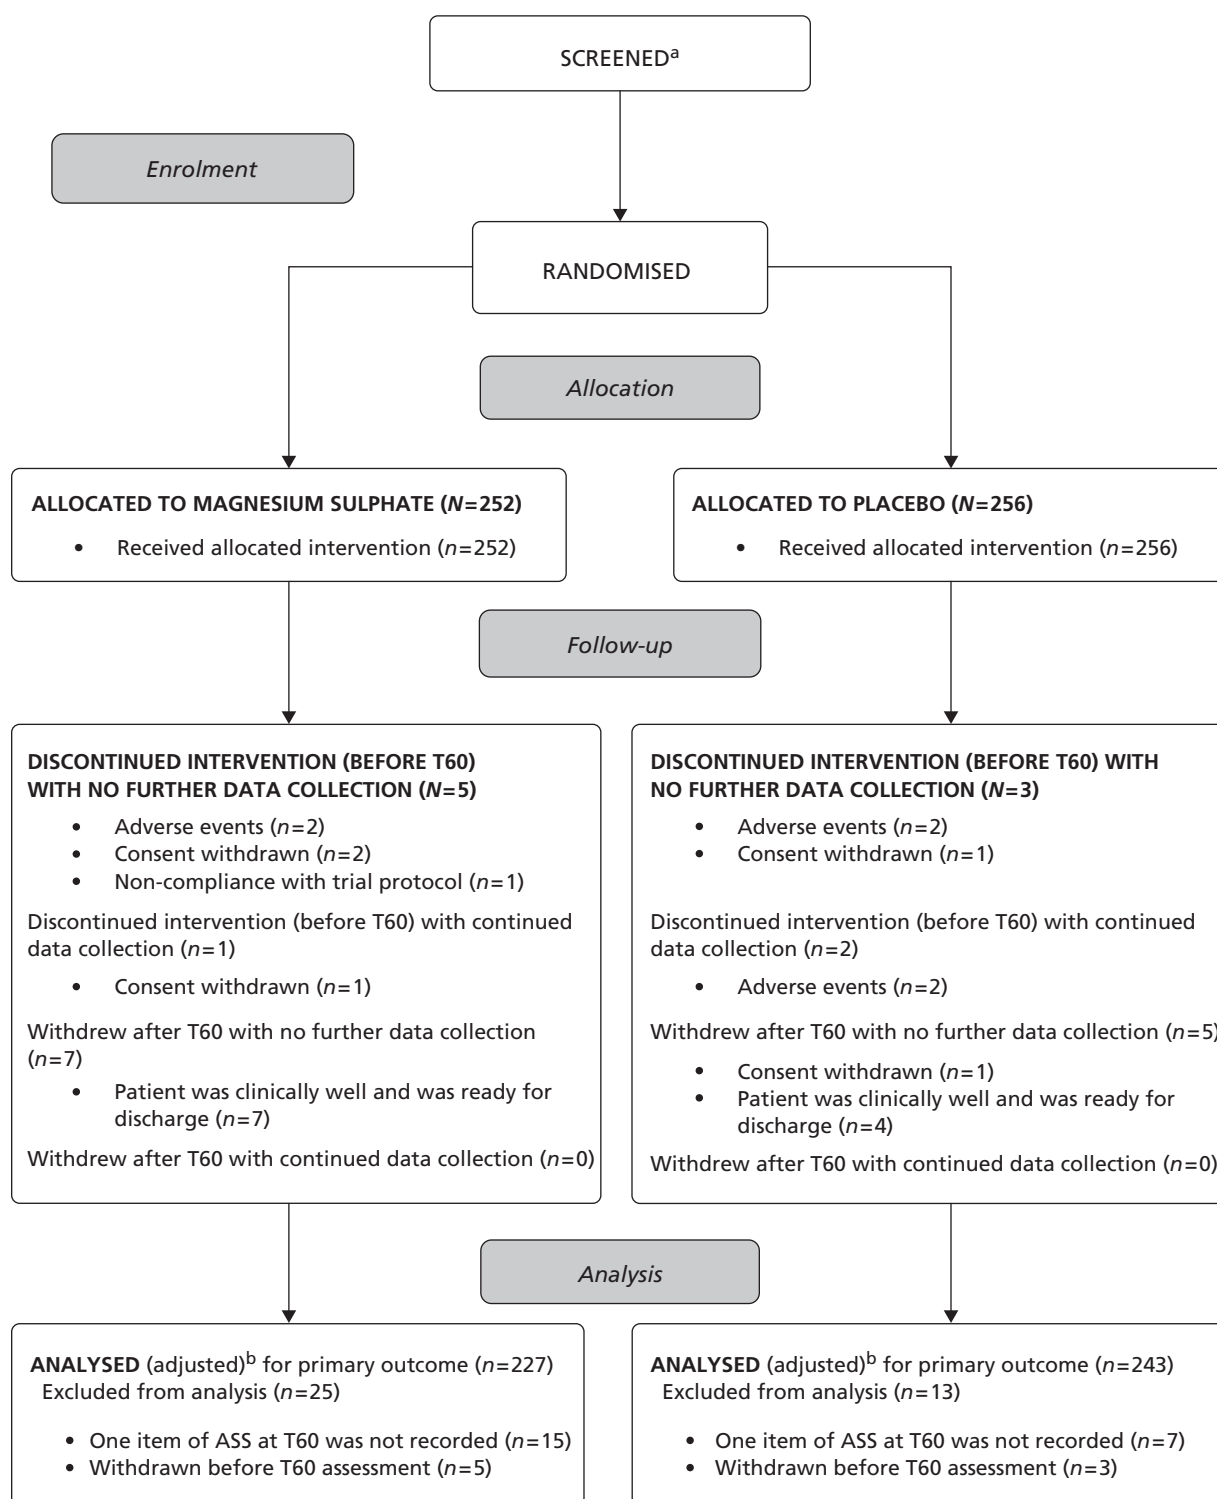 SCREENEDa
Enrolment
RANDOMISED
Allocation
ALLOCATED TO MAGNESIUM SULPHATE (N=252)
• Received allocated intervention (n=252)
ALLOCATED TO PLACEBO (N=256)
• Received allocated intervention (n=256)
Follow-up
DISCONTINUED INTERVENTION (BEFORE T60)
WITH NO FURTHER DATA COLLECTION (N=5)
• Adverse events (n=2)
• Consent withdrawn (n=2)
• Non-compliance with trial protocol (n=1)
Discontinued intervention (before T60) with continued
data collection (n=1)
• Consent withdrawn (n=1)
Withdrew after T60 with no further data collection
(n=7)
• Patient was clinically well and was ready for
discharge (n=7)
Withdrew after T60 with continued data collection (n=0)
DISCONTINUED INTERVENTION (BEFORE T60) WITH
NO FURTHER DATA COLLECTION (N=3)
• Adverse events (n=2)
• Consent withdrawn (n=1)
Discontinued intervention (before T60) with continued
data collection (n=2)
• Adverse events (n=2)
Withdrew after T60 with no further data collection (n=5)
• Consent withdrawn (n=1)
• Patient was clinically well and was ready for
discharge (n=4)
Withdrew after T60 with continued data collection (n=0)
Analysis
ANALYSED (adjusted)b for primary outcome (n=227)
Excluded from analysis (n=25)
• One item of ASS at T60 was not recorded (n=15)
• Withdrawn before T60 assessment (n=5)
ANALYSED (adjusted)b for primary outcome (n=243)
Excluded from analysis (n=13)
• One item of ASS at T60 was not recorded (n=7)
• Withdrawn before T60 assessment (n=3)